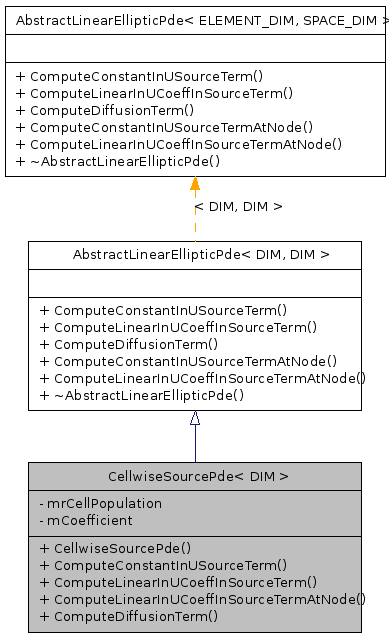 AbstractLinearEllipticPde< ELEMENT_DIM, SPACE_DIM >
+ ComputeConstantInUSourceTerm()
+ ComputeLinearInUCoeffInSourceTerm()
+ ComputeDiffusionTerm()
+ ComputeConstantInUSourceTermAtNode()
+ ComputeLinearInUCoeffInSourceTermAtNode()
+ ~AbstractLinearEllipticPde()
< DIM, DIM >
AbstractLinearEllipticPde< DIM, DIM >
+ ComputeConstantInUSourceTerm()
+ ComputeLinearInUCoeffInSourceTerm()
+ ComputeDiffusionTerm()
+ ComputeConstantInUSourceTermAtNode()
+ ComputeLinearInUCoeffInSourceTermAtNode()
+ ~AbstractLinearEllipticPde()
CellwiseSourcePde< DIM >
- mrCellPopulation
- mCoefficient
+ CellwiseSourcePde()
+ ComputeConstantInUSourceTerm()
+ ComputeLinearInUCoeffInSourceTerm()
+ ComputeLinearInUCoeffInSourceTermAtNode()
+ ComputeDiffusionTerm()